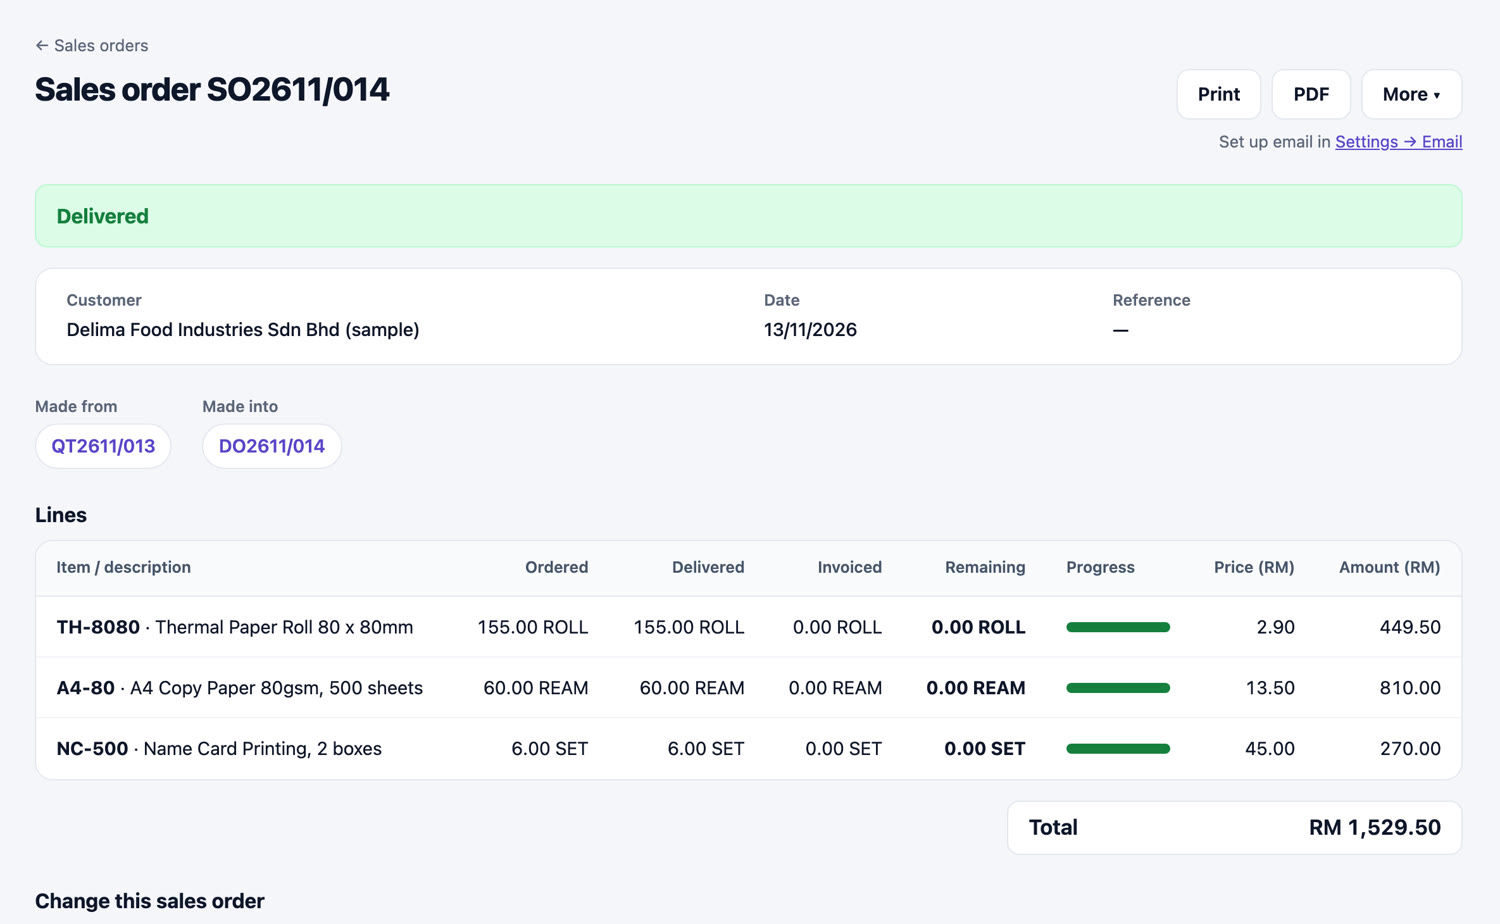 ← Sales orders
Sales order SO2611/014
Print PDF More ▾
Set up email in Settings → Email
Delivered
Customer Date Reference
Delima Food Industries Sdn Bhd (sample) 13/11/2026 —
Made from Made into
QT2611/013 DO2611/014
Lines
Item / description Ordered Delivered Invoiced Remaining Progress Price (RM) Amount (RM)
TH-8080 · Thermal Paper Roll 80 x 80mm 155.00 ROLL 155.00 ROLL 0.00 ROLL 0.00 ROLL 2.90 449.50
A4-80 · A4 Copy Paper 80gsm, 500 sheets 60.00 REAM 60.00 REAM 0.00 REAM 0.00 REAM 13.50 810.00
NC-500 · Name Card Printing, 2 boxes 6.00 SET 6.00 SET 0.00 SET 0.00 SET 45.00 270.00
Total RM 1,529.50
Change this sales order